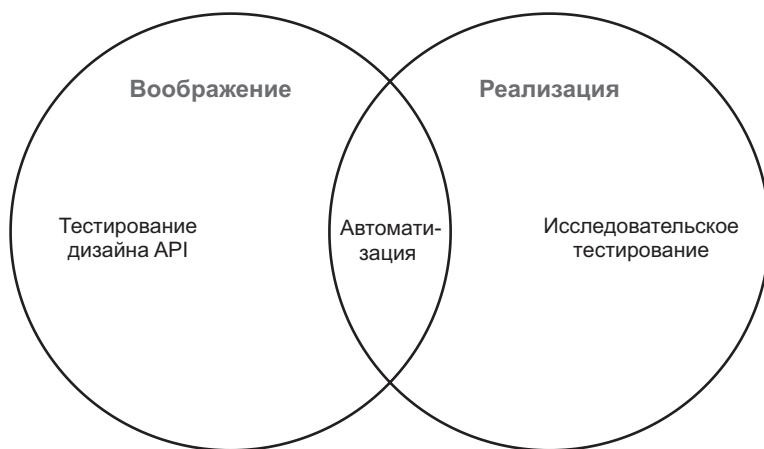 Воображение
Реализация
Тестирование
дизайна API
Автомати-
зация
Исследовательское
тестирование